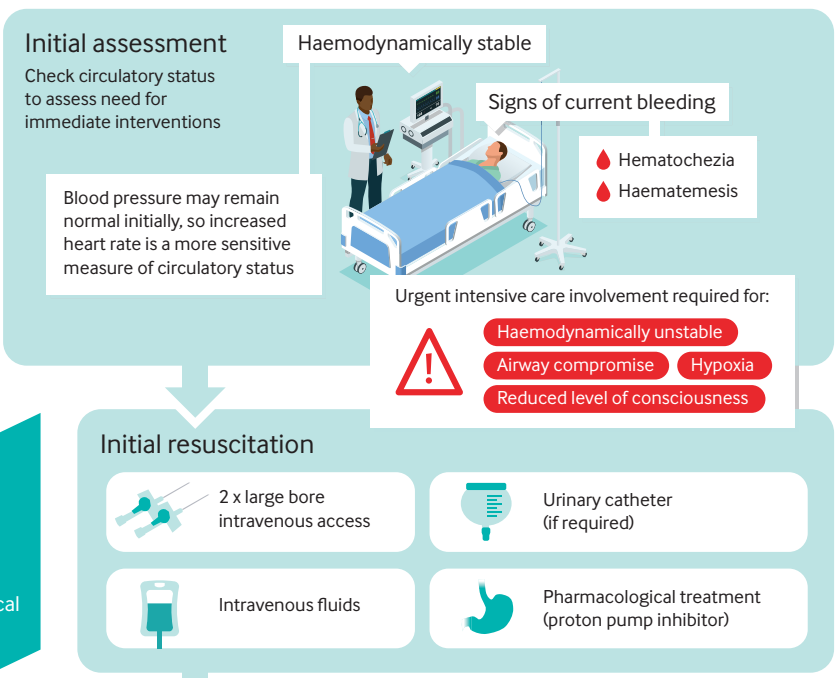 Initial assessment
Check circulatory status
to assess need for
immediate interventions
Haemodynamically stable
Blood pressure may remain
normal initially, so increased
heart rate is a more sensitive
measure of circulatory status
Signs of current bleeding
Hematochezia
Haematemesis
Urgent intensive care involvement required for:
!
Haemodynamically unstable
Airway compromise
Hypoxia
Reduced level of consciousness
Initial resuscitation
2 x large bore
intravenous access
Urinary catheter
(if required)
Intravenous fluids
Pharmacological treatment
(proton pump inhibitor)
cal